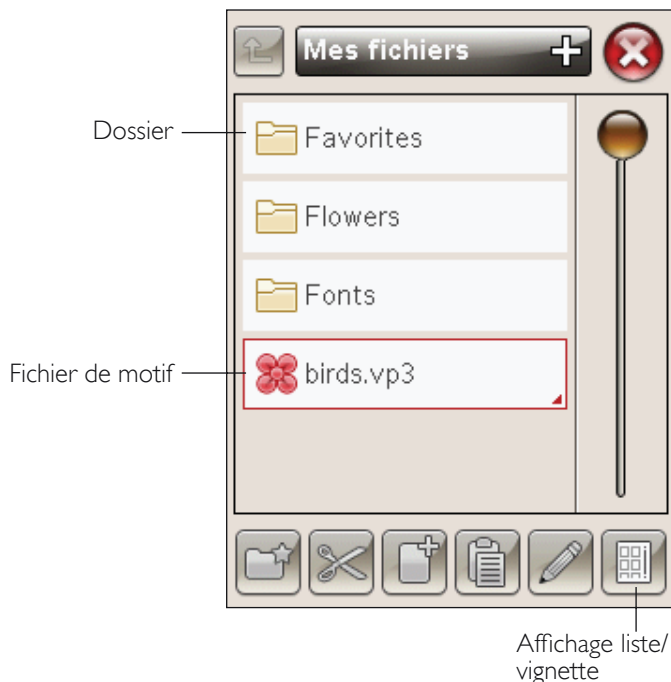 Mes fichiers
Dossier
Favorites
Flowers
Fonts
Fichier de motif
birds.vp3
Affichage liste/
vignette